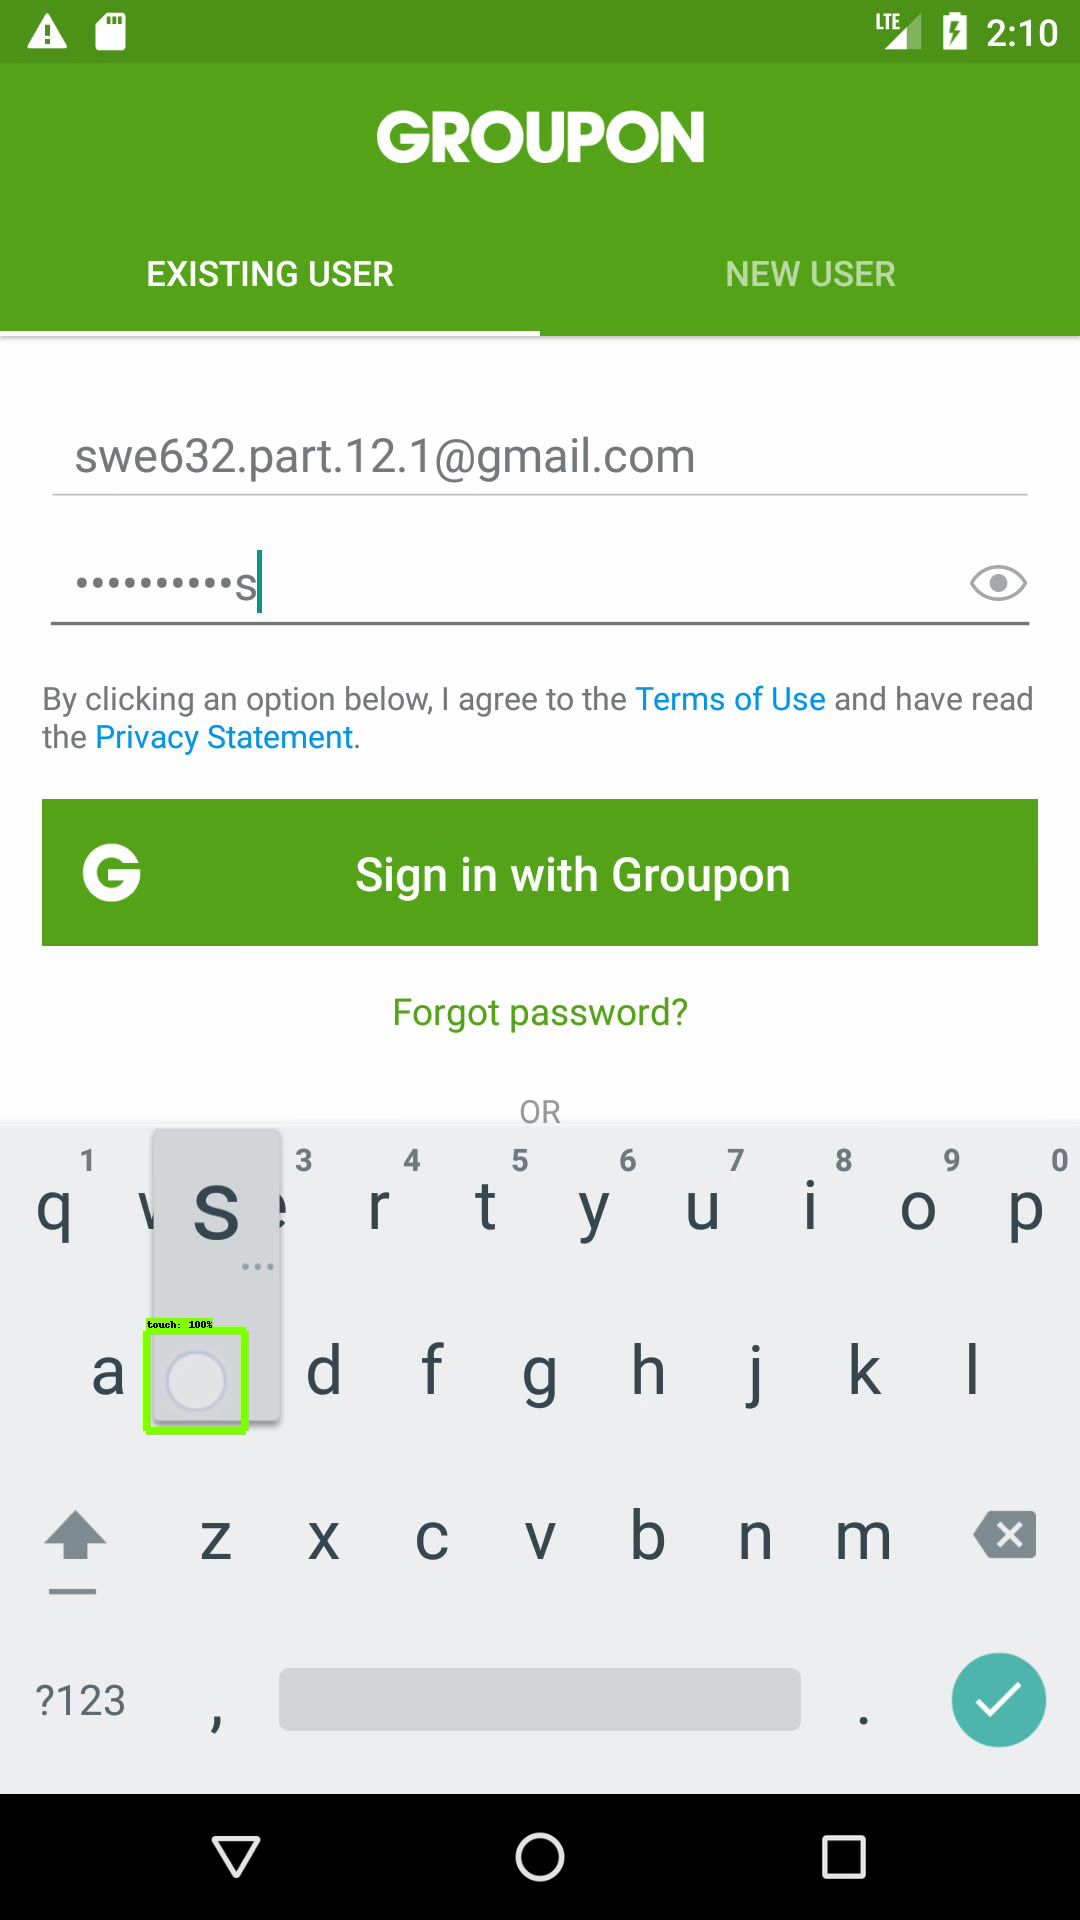 LTE 2:10
GROUPON
EXISTING USER NEW USER
swe632.part.12.1@gmail.com
••••••••••s
By clicking an option below, I agree to the Terms of Use and have read
the Privacy Statement.
G Sign in with Groupon
Forgot password?
OR
1 3 4 5 6 7 8 9 0
q w s e r t y u i o p
...
touch: 100%
a d f g h j k l
z x c v b n m
?123 , .